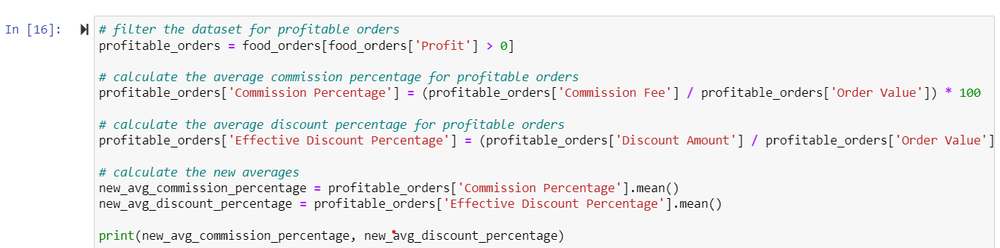 In [16]:
# filter the dataset for profitable orders
profitable_orders = food_orders[food_orders['Profit'] > 0]
# calculate the average commission percentage for profitable orders
profitable_orders['Commission Percentage'] = (profitable_orders['Commission Fee'] / profitable_orders['Order Value']) * 100
# calculate the average discount percentage for profitable orders
profitable_orders['Effective Discount Percentage'] = (profitable_orders['Discount Amount'] / profitable_orders['Order Value']
# calculate the new averages
new_avg_commission_percentage = profitable_orders['Commission Percentage'].mean()
new_avg_discount_percentage = profitable_orders['Effective Discount Percentage'].mean()
print(new_avg_commission_percentage, new_avg_discount_percentage)